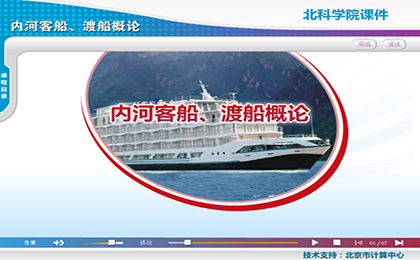 内河客船、渡船概论
北科学院课件
帮助
退出
课程目录
内河客船、渡船概论
音量
01 / 07
技术支持：北京市计算中心